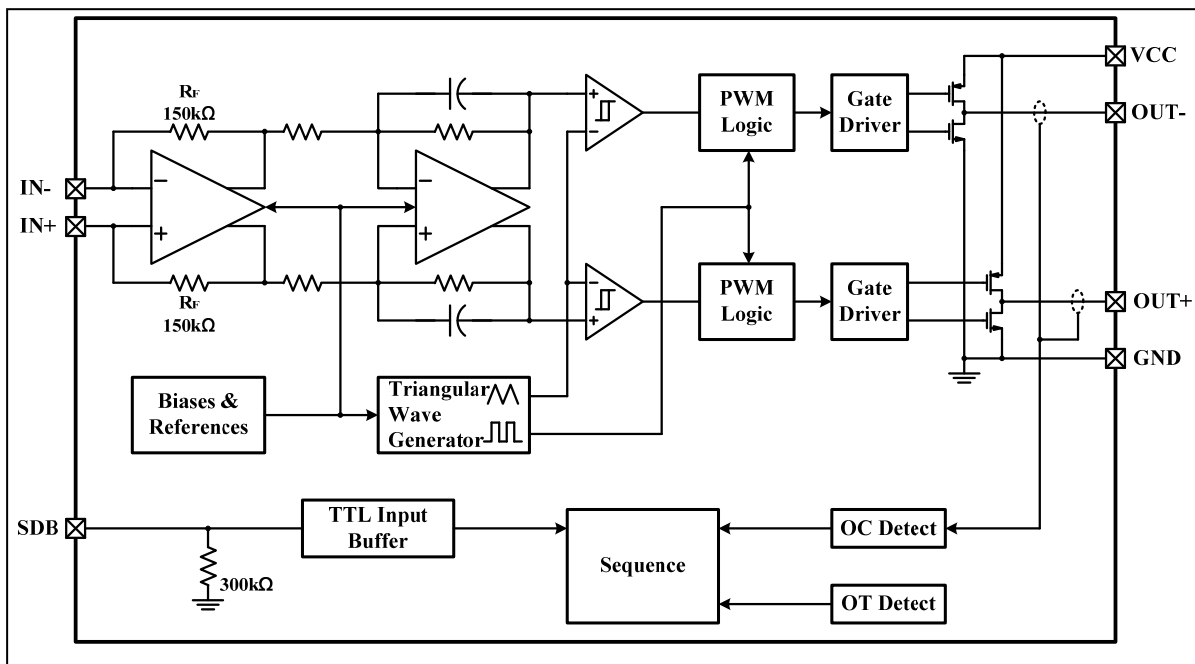 VCC
OUT-
RF
150kΩ
PWM
Logic
Gate
Driver
+
−
IN-
IN+
−
+
−
+
RF
150kΩ
−
+
PWM
Logic
Gate
Driver
OUT+
GND
Biases &
References
Triangular
Wave
Generator
SDB
TTL Input
Buffer
300kΩ
Sequence
OC Detect
OT Detect